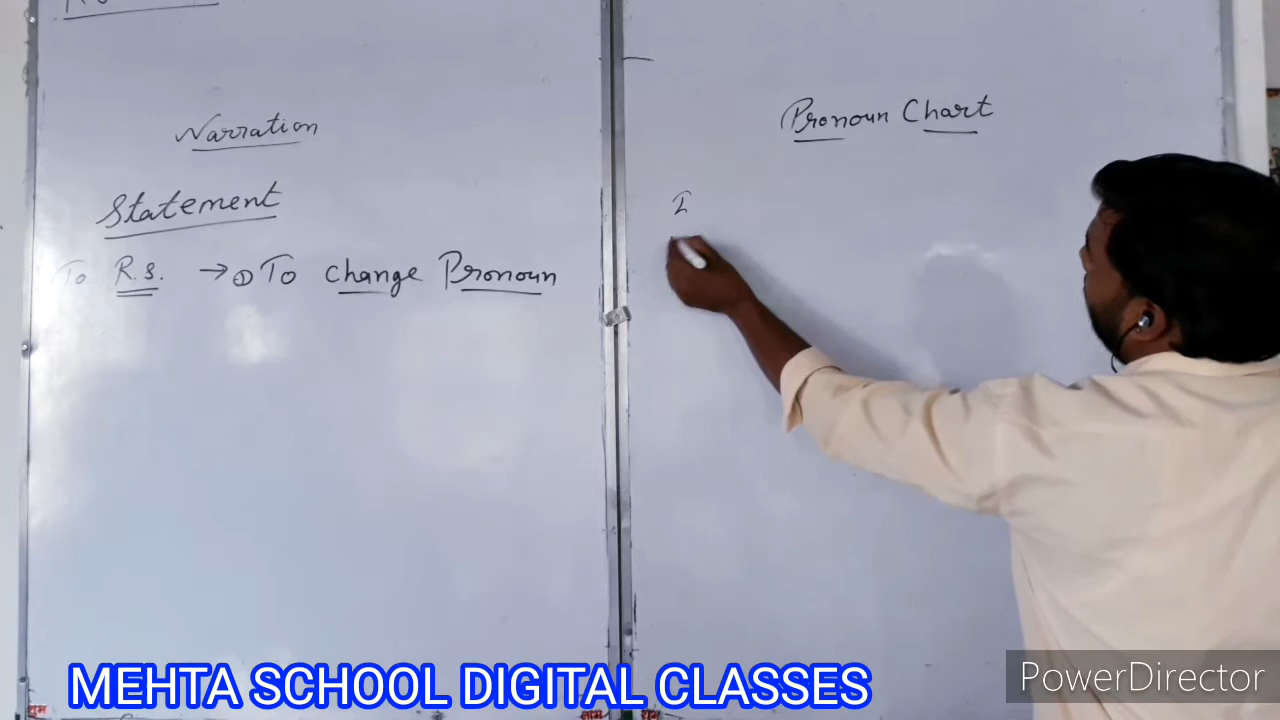 Narration
Statement
To R.S. → ① To change Pronoun
Pronoun Chart
I
MEHTA SCHOOL DIGITAL CLASSES
PowerDirector